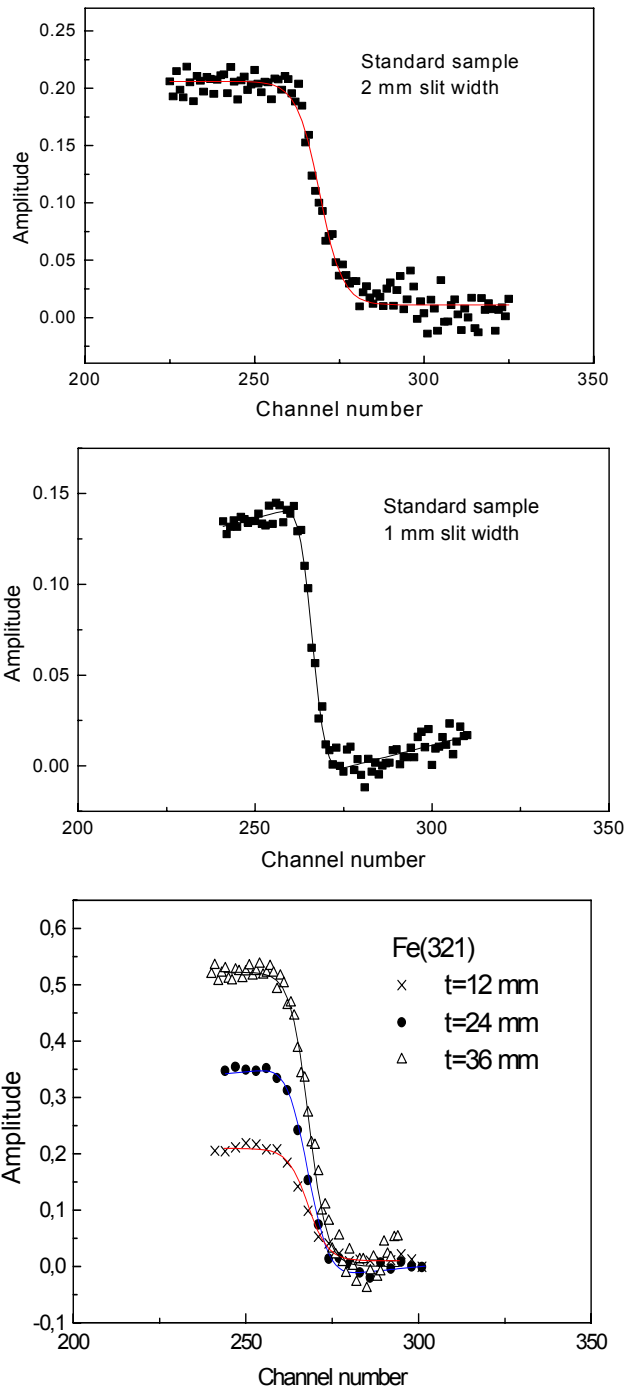 0.20
0.15
0.10
0.05
0.00
Amplitude
Standard sample
2 mm slit width
200
250
300
350
Channel number
0.15
0.10
0.05
0.00
Amplitude
Standard sample
1 mm slit width
200
250
300
350
Channel number
0,6
0,5
0,4
0,3
0,2
0,1
0,0
-0,1
Amplitude
Fe(321)
t=12 mm
t=24 mm
t=36 mm
200
250
300
350
Channel number